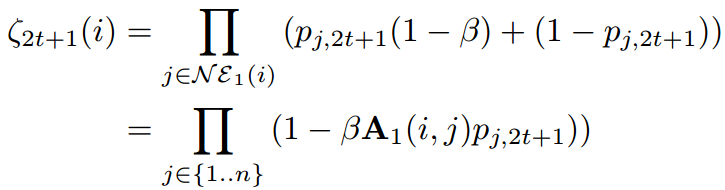 ζ_{2t+1}(i) = ∏_{j∈𝒩ℰ_1(i)} (p_{j,2t+1}(1 − β) + (1 − p_{j,2t+1}))
= ∏_{j∈{1..n}} (1 − β𝐀_1(i, j)p_{j,2t+1}))